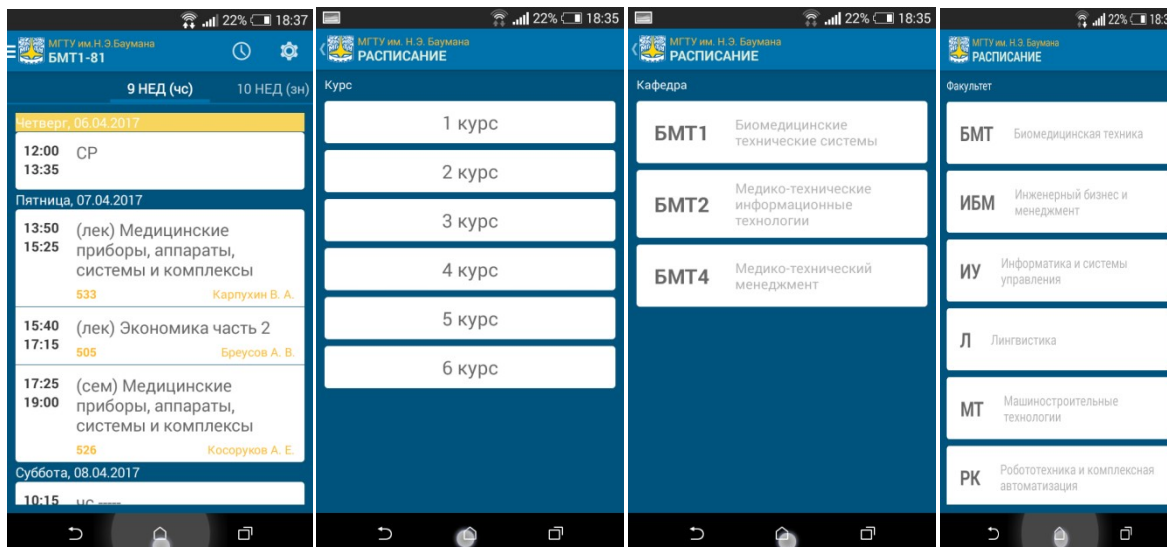 22% 18:37
МГТУ им.Н.Э.Баумана
БМТ1-81
9 НЕД (чс)
10 НЕД (зн)
Четверг, 06.04.2017
12:00 СР
13:35
Пятница, 07.04.2017
13:50 (лек) Медицинские
15:25 приборы, аппараты,
системы и комплексы
533 Карпухин В. А.
15:40 (лек) Экономика часть 2
17:15
505 Бреусов А. В.
17:25 (сем) Медицинские
19:00 приборы, аппараты,
системы и комплексы
526 Косоруков А. Е.
Суббота, 08.04.2017
10:15 чс -----
22% 18:35
МГТУ им. Н.Э. Баумана
РАСПИСАНИЕ
Курс
1 курс
2 курс
3 курс
4 курс
5 курс
6 курс
22% 18:35
МГТУ им. Н.Э. Баумана
РАСПИСАНИЕ
Кафедра
БМТ1 Биомедицинские
технические системы
БМТ2 Медико-технические
информационные
технологии
БМТ4 Медико-технический
менеджмент
22%
МГТУ им. Н.Э. Баумана
РАСПИСАНИЕ
Факультет
БМТ Биомедицинская техника
ИБМ Инженерный бизнес и
менеджмент
ИУ Информатика и системы
управления
Л Лингвистика
МТ Машиностроительные
технологии
РК Робототехника и комплексная
автоматизация